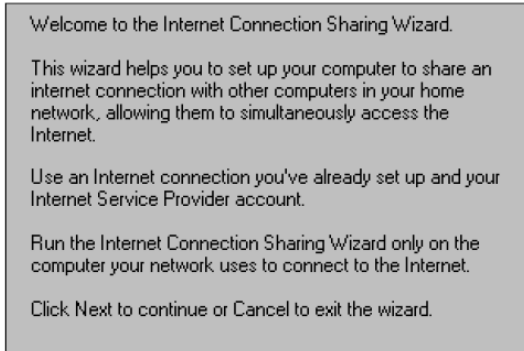 Welcome to the Internet Connection Sharing Wizard.
This wizard helps you to set up your computer to share an
internet connection with other computers in your home
network, allowing them to simultaneously access the
Internet.
Use an Internet connection you've already set up and your
Internet Service Provider account.
Run the Internet Connection Sharing Wizard only on the
computer your network uses to connect to the Internet.
Click Next to continue or Cancel to exit the wizard.